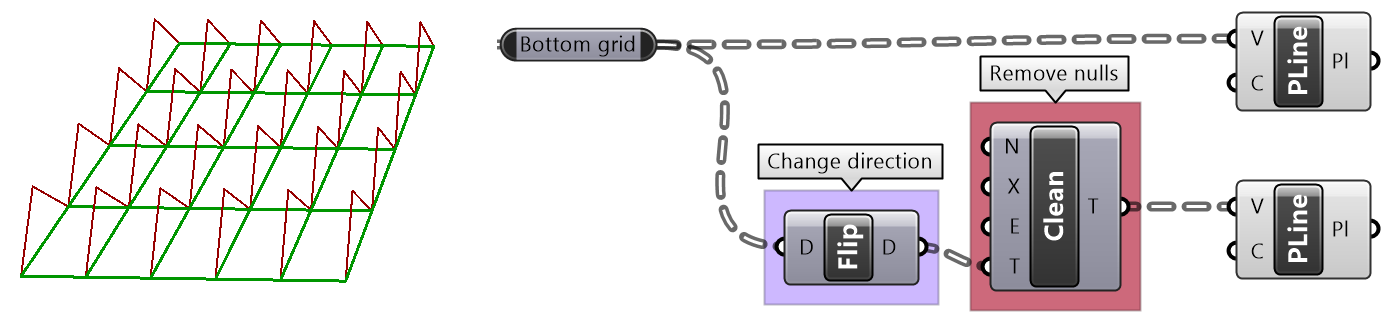 Bottom grid
V
C
PLine
Pl
Remove nulls
Change direction
D
Flip
D
N
X
E
T
Clean
T
V
C
PLine
Pl